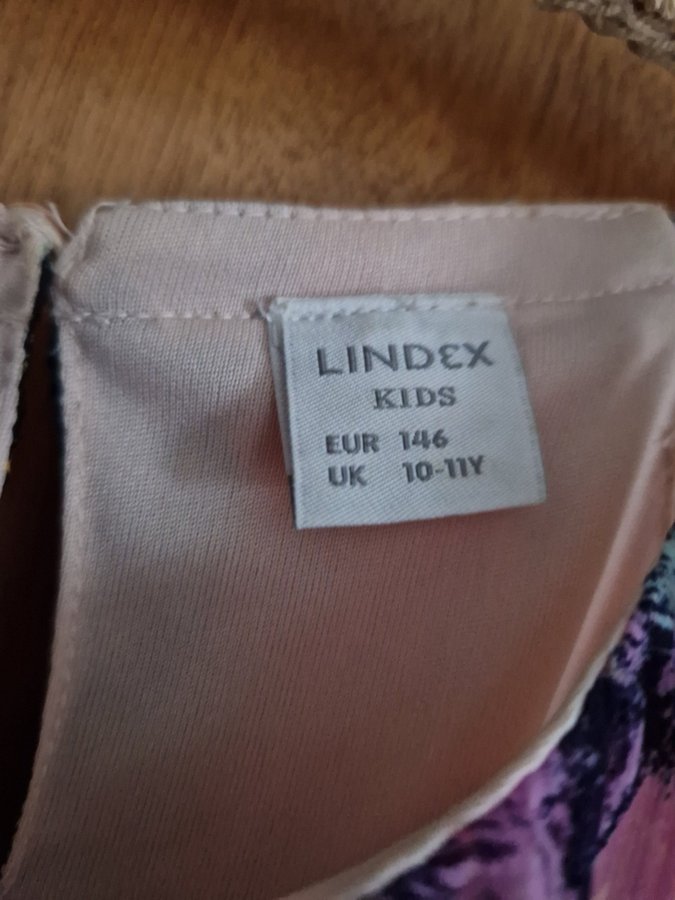 LINDEX
KIDS
EUR 146
UK 10-11Y